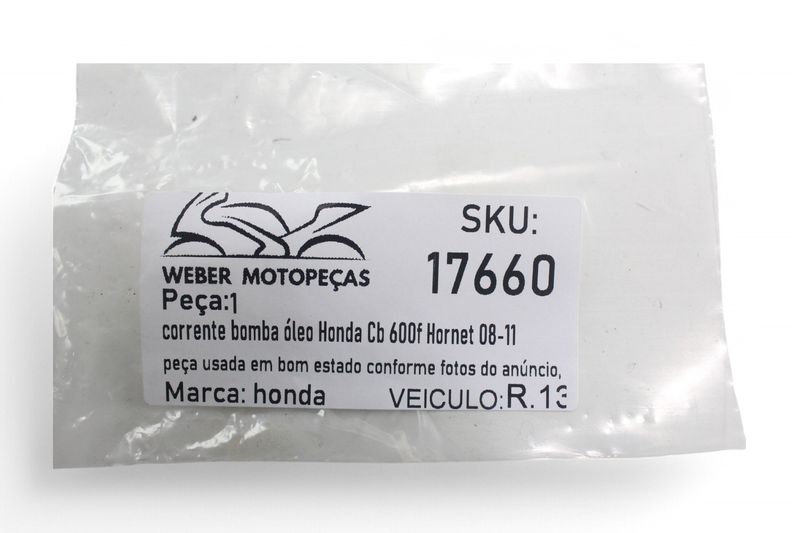 WEBER MOTOPEÇAS
SKU:
17660
Peça:1
corrente bomba óleo Honda Cb 600f Hornet 08-11
peça usada em bom estado conforme fotos do anúncio,
Marca: honda
VEICULO:R.13